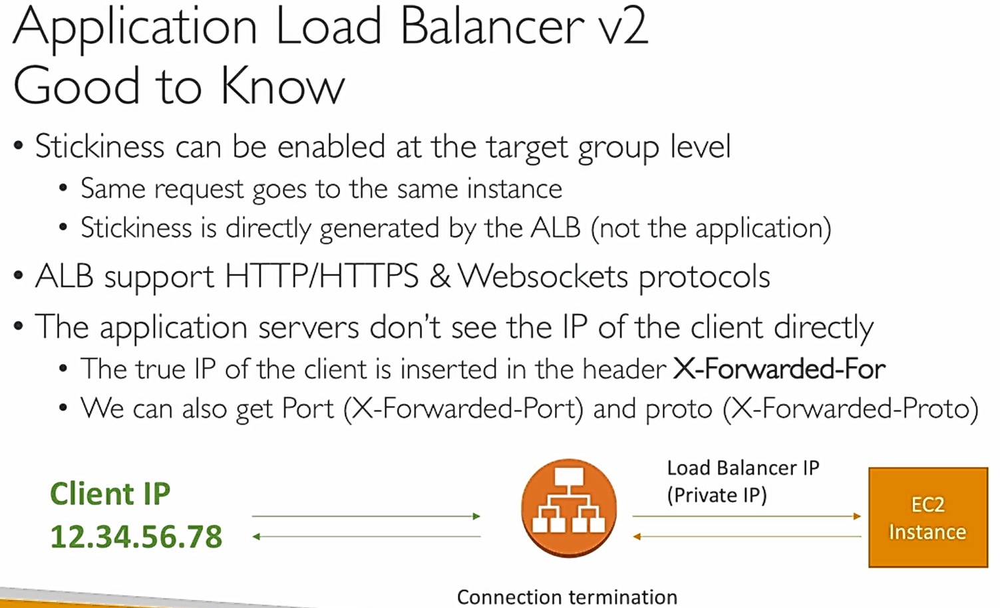 Application Load Balancer v2
Good to Know
• Stickiness can be enabled at the target group level
• Same request goes to the same instance
• Stickiness is directly generated by the ALB (not the application)
• ALB support HTTP/HTTPS & Websockets protocols
• The application servers don't see the IP of the client directly
• The true IP of the client is inserted in the header X-Forwarded-For
• We can also get Port (X-Forwarded-Port) and proto (X-Forwarded-Proto)
Client IP
12.34.56.78
Load Balancer IP
(Private IP)
EC2
Instance
Connection termination